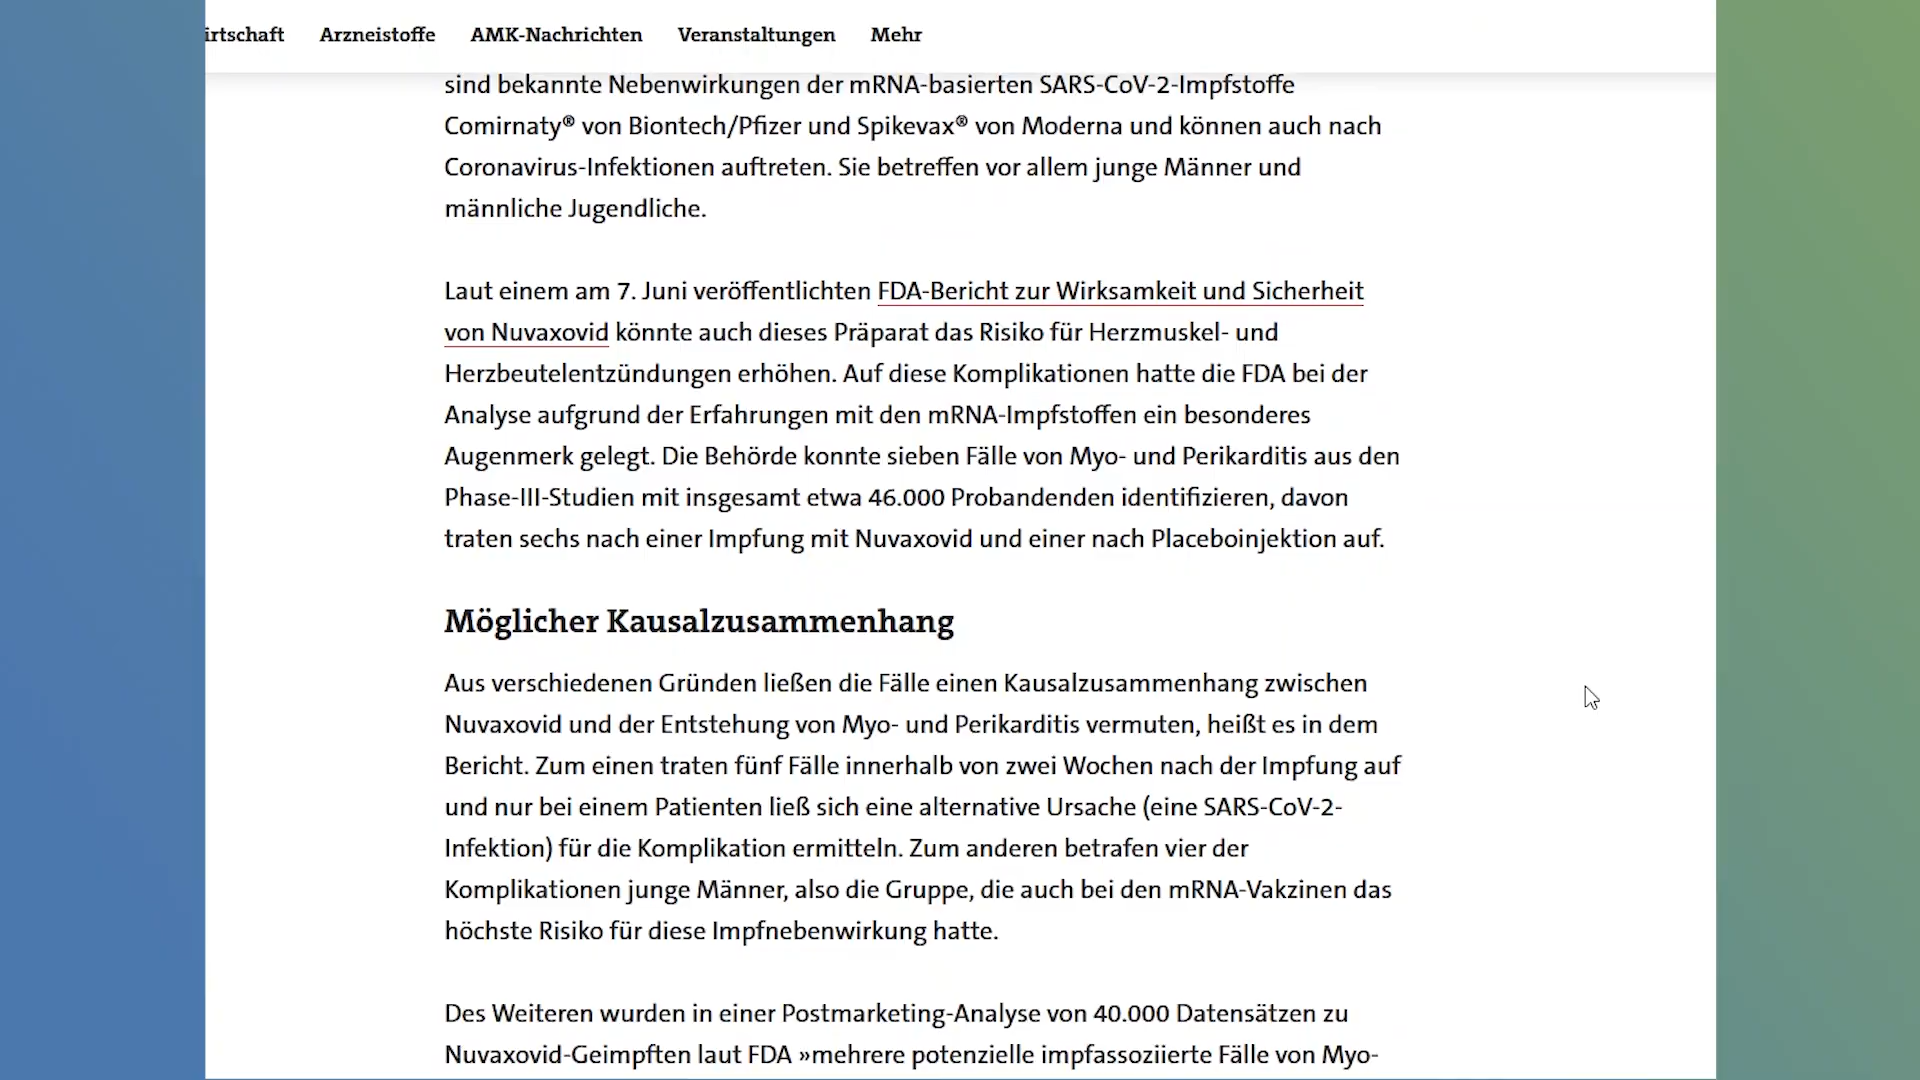 irtschaft Arzneistoffe AMK-Nachrichten Veranstaltungen Mehr
sind bekannte Nebenwirkungen der mRNA-basierten SARS-CoV-2-Impfstoffe
Comirnaty® von Biontech/Pfizer und Spikevax® von Moderna und können auch nach
Coronavirus-Infektionen auftreten. Sie betreffen vor allem junge Männer und
männliche Jugendliche.
Laut einem am 7. Juni veröffentlichten FDA-Bericht zur Wirksamkeit und Sicherheit
von Nuvaxovid könnte auch dieses Präparat das Risiko für Herzmuskel- und
Herzbeutelentzündungen erhöhen. Auf diese Komplikationen hatte die FDA bei der
Analyse aufgrund der Erfahrungen mit den mRNA-Impfstoffen ein besonderes
Augenmerk gelegt. Die Behörde konnte sieben Fälle von Myo- und Perikarditis aus den
Phase-III-Studien mit insgesamt etwa 46.000 Probandenden identifizieren, davon
traten sechs nach einer Impfung mit Nuvaxovid und einer nach Placeboinjektion auf.
Möglicher Kausalzusammenhang
Aus verschiedenen Gründen ließen die Fälle einen Kausalzusammenhang zwischen
Nuvaxovid und der Entstehung von Myo- und Perikarditis vermuten, heißt es in dem
Bericht. Zum einen traten fünf Fälle innerhalb von zwei Wochen nach der Impfung auf
und nur bei einem Patienten ließ sich eine alternative Ursache (eine SARS-CoV-2-
Infektion) für die Komplikation ermitteln. Zum anderen betrafen vier der
Komplikationen junge Männer, also die Gruppe, die auch bei den mRNA-Vakzinen das
höchste Risiko für diese Impfnebenwirkung hatte.
Des Weiteren wurden in einer Postmarketing-Analyse von 40.000 Datensätzen zu
Nuvaxovid-Geimpften laut FDA »mehrere potenzielle impfassoziierte Fälle von Myo-